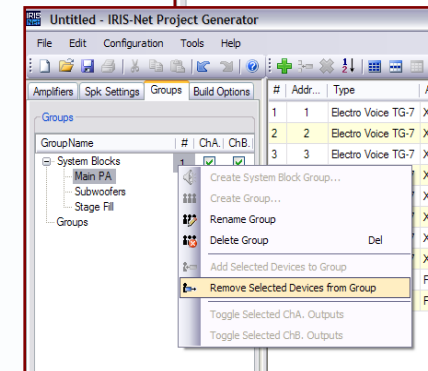 IRIS
Net
Untitled - IRIS-Net Project Generator
File Edit Configuration Tools Help
Amplifiers Spk Settings Groups Build Options
# Addr... Type
Groups
GroupName # ChA. ChB.
1 1 Electro Voice TG-7 X
2 2 Electro Voice TG-7 X
3 3 Electro Voice TG-7 X
System Blocks 1
Main PA
Subwoofers
Stage Fill
Groups
Create System Block Group...
Create Group...
Rename Group
Delete Group Del
Add Selected Devices to Group
Remove Selected Devices from Group
Toggle Selected ChA. Outputs
Toggle Selected ChB. Outputs
7 X
7 X
7 X
X
F
F